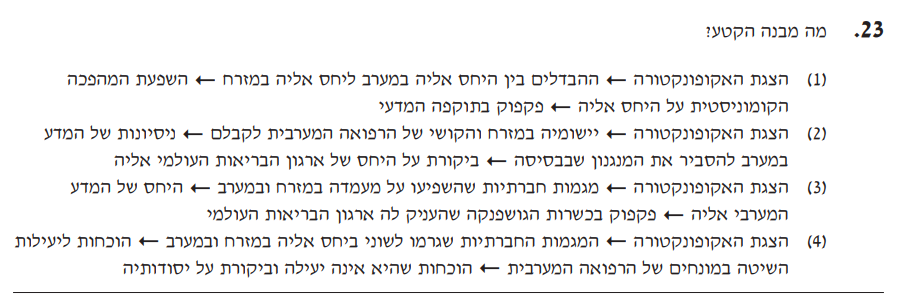 23. מה מבנה הקטע?
(1) הצגת האקופונקטורה ← ההבדלים בין היחס אליה במערב ליחס אליה במזרח ← השפעת המהפכה
הקומוניסטית על היחס אליה ← פקפוק בתוקפה המדעי
(2) הצגת האקופונקטורה ← יישומיה במזרח והקושי של הרפואה המערבית לקבלם ← ניסיונות של המדע
במערב להסביר את המנגנון שבבסיסה ← ביקורת על היחס של ארגון הבריאות העולמי אליה
(3) הצגת האקופונקטורה ← מגמות חברתיות שהשפיעו על מעמדה במזרח ובמערב ← היחס של המדע
המערבי אליה ← פקפוק בכשרות הגושפנקה שהעניק לה ארגון הבריאות העולמי
(4) הצגת האקופונקטורה ← המגמות החברתיות שגרמו לשוני ביחס אליה במזרח ובמערב ← הוכחות ליעילות
השיטה במונחים של הרפואה המערבית ← הוכחות שהיא אינה יעילה וביקורת על יסודותיה